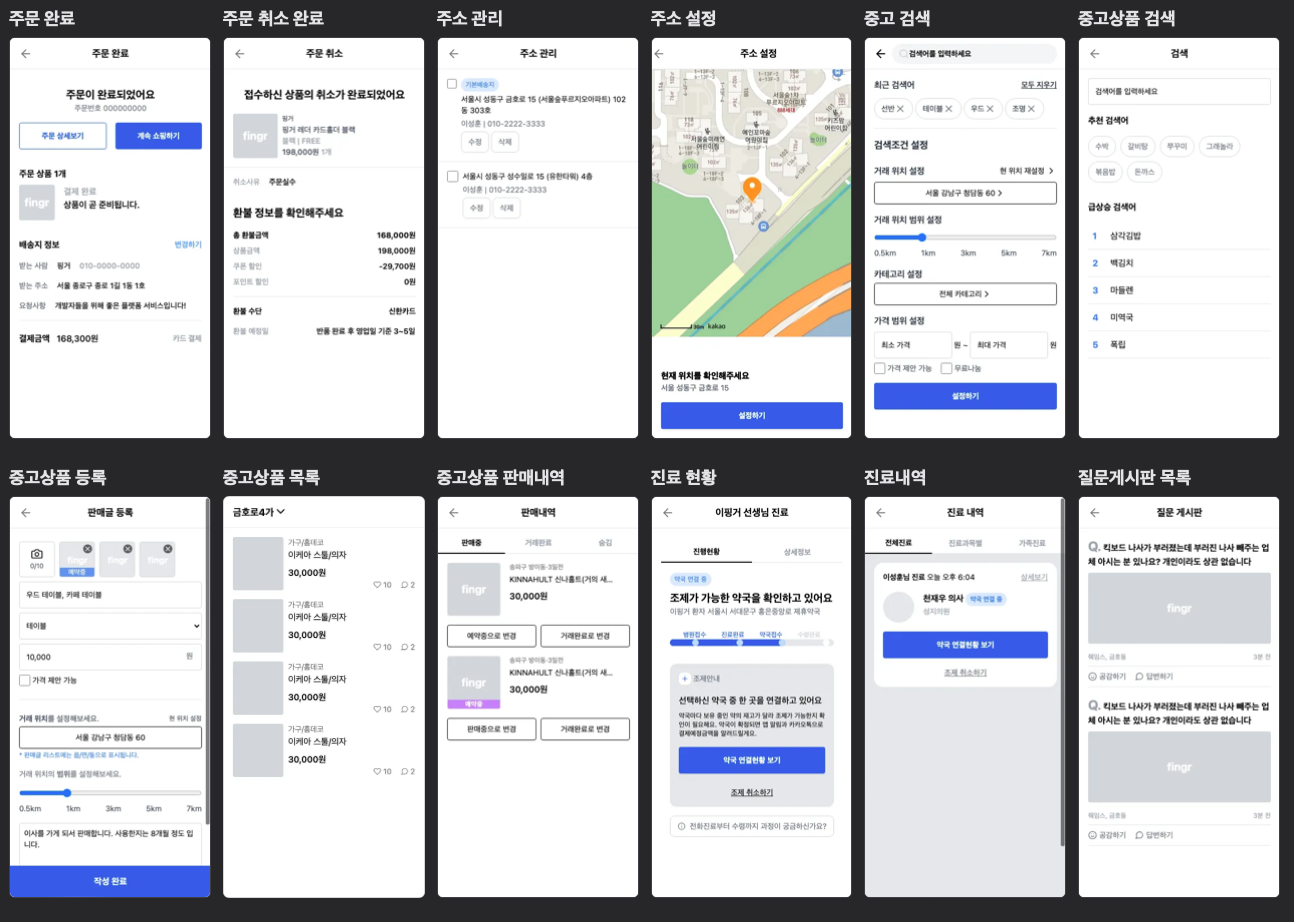 주문 완료
주문 완료
주문이 완료되었어요
주문번호 000000000
주문 상세보기
계속 쇼핑하기
주문 상품 1개
fingr
결제 완료
상품이 곧 준비됩니다.
배송지 정보
변경하기
받는 사람 핑거 010-0000-0000
받는 주소 서울 종로구 종로 1길 1동 1호
요청사항 개발자들을 위해 좋은 플랫폼 서비스입니다!
결제금액 168,300원
카드 결제
주문 취소 완료
주문 취소
접수하신 상품의 취소가 완료되었어요
fingr
핑거
핑거 레더 카드홀더 블랙
블랙 | FREE
198,000원 1개
취소사유 주문실수
환불 정보를 확인해주세요
총 환불금액 168,000원
상품금액 198,000원
쿠폰 할인 -29,700원
포인트 할인 0원
환불 수단 신한카드
환불 예정일 반품 완료 후 영업일 기준 3~5일
주소 관리
주소 관리
기본배송지
서울시 성동구 금호로 15 (서울숲푸르지오아파트) 102
동 303호
이성훈 | 010-2222-3333
수정
삭제
서울시 성동구 성수일로 15 (유한타워) 4층
이성훈 | 010-2222-3333
수정
삭제
주소 설정
주소 설정
kakao
현재 위치를 확인해주세요
서울 성동구 금호로 15
설정하기
중고 검색
검색어를 입력하세요
최근 검색어
모두 지우기
선반
테이블
우드
조명
검색조건 설정
거래 위치 설정
현 위치 재설정
서울 강남구 청담동 60
거래 위치 범위 설정
0.5km 1km 3km 5km 7km
카테고리 설정
전체 카테고리
가격 범위 설정
최소 가격 원 ~ 최대 가격 원
가격 제안 가능
무료나눔
설정하기
중고상품 검색
검색
검색어를 입력하세요
추천 검색어
수박
갈비탕
쭈꾸미
그래놀라
볶음밥
돈까스
급상승 검색어
1 삼각김밥
2 백김치
3 마들렌
4 미역국
5 폭립
중고상품 등록
판매글 등록
0/10
fingr
예약중
fingr
fingr
우드 테이블, 카페 테이블
테이블
10,000 원
가격 제안 가능
거래 위치를 설정해보세요.
현 위치 설정
서울 강남구 청담동 60
* 판매글 리스트에는 읍/면/동으로 표시됩니다.
거래 위치의 범위를 설정해보세요.
0.5km 1km 3km 5km 7km
이사를 가게 되서 판매합니다. 사용한지는 8개월 정도 입
니다.
작성 완료
중고상품 목록
금호로4가
가구/홈데코
이케아 스툴/의자
30,000원
10 2
가구/홈데코
이케아 스툴/의자
30,000원
10 2
가구/홈데코
이케아 스툴/의자
30,000원
10 2
가구/홈데코
이케아 스툴/의자
30,000원
10 2
중고상품 판매내역
판매내역
판매중
거래완료
숨김
fingr
송파구 방이동·3일전
KINNAHULT 신나홀트(거의 새...
30,000원
예약중으로 변경
거래완료로 변경
fingr
예약중
송파구 방이동·3일전
KINNAHULT 신나홀트(거의 새...
30,000원
판매중으로 변경
거래완료로 변경
진료 현황
이핑거 선생님 진료
진행현황
상세정보
약국 연결 중
조제가 가능한 약국을 확인하고 있어요
이핑거 환자 서울시 서대문구 홍은중앙로 제휴약국
병원접수
진료완료
약국접수
수령완료
조제안내
선택하신 약국 중 한 곳을 연결하고 있어요
약국마다 보유 중인 약의 재고가 달라 조제가 가능한지 확
인이 필요해요. 약국이 확정되면 앱 알림과 카카오톡으로
결제예정금액을 알려드릴게요.
약국 연결현황 보기
조제 취소하기
전화진료부터 수령까지 과정이 궁금하신가요?
진료내역
진료 내역
전체진료
진료과목별
가족진료
이성훈님 진료 오늘 오후 6:04
상세보기
천재우 의사
약국 연결 중
성지의원
약국 연결현황 보기
조제 취소하기
질문게시판 목록
질문 게시판
Q. 킥보드 나사가 부러졌는데 부러진 나사 빼주는 업
체 아시는 분 있나요? 개인이라도 상관 없습니다
fingr
웨임스, 금호동
3분 전
공감하기
답변하기
Q. 킥보드 나사가 부러졌는데 부러진 나사 빼주는 업
체 아시는 분 있나요? 개인이라도 상관 없습니다
fingr
웨임스, 금호동
3분 전
공감하기
답변하기